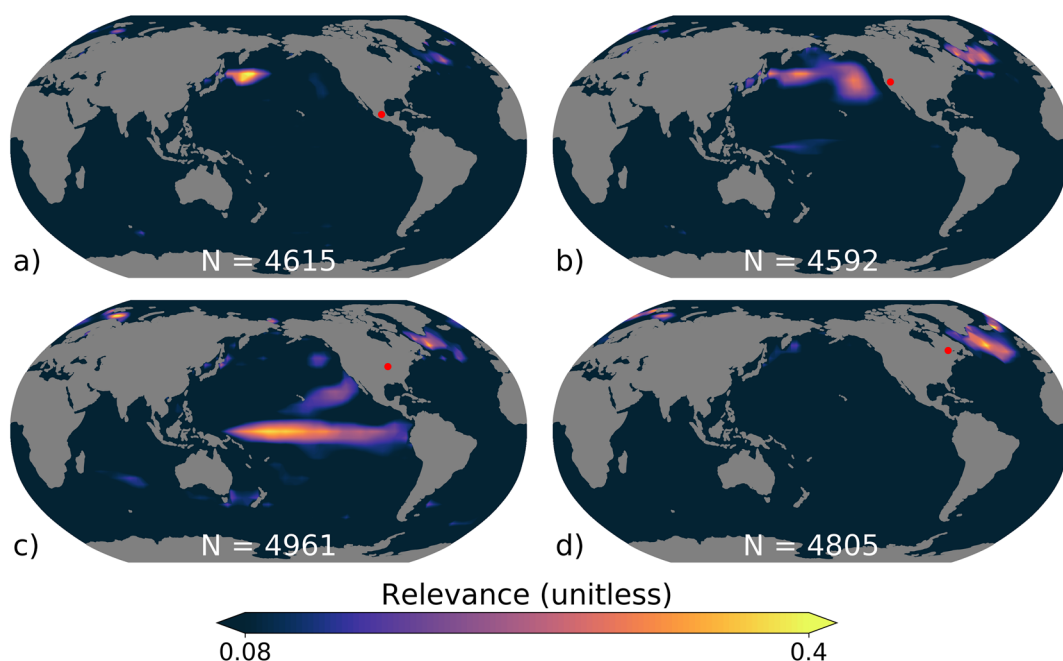 a)
N = 4615
b)
N = 4592
c)
N = 4961
d)
N = 4805
Relevance (unitless)
0.08
0.4